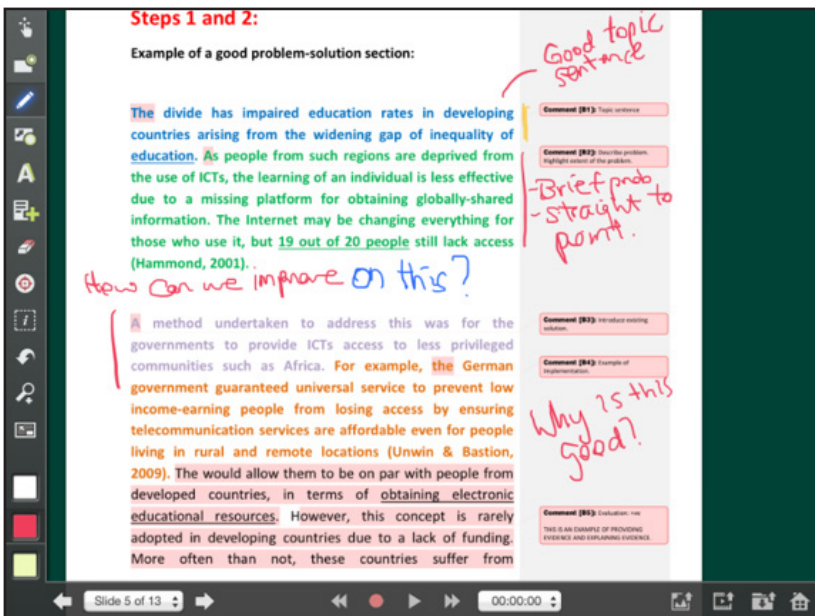 Steps 1 and 2:
Example of a good problem-solution section:
Good topic
sentence
The divide has impaired education rates in developing
countries arising from the widening gap of inequality of
education. As people from such regions are deprived from
the use of ICTs, the learning of an individual is less effective
due to a missing platform for obtaining globally-shared
information. The Internet may be changing everything for
those who use it, but 19 out of 20 people still lack access
(Hammond, 2001).
Comment [B1]: Topic sentence
Comment [B2]: Describe problem.
Highlight extent of the problem.
-Brief prob
-straight to
point.
How can we improve on this?
A method undertaken to address this was for the
governments to provide ICTs access to less privileged
communities such as Africa. For example, the German
government guaranteed universal service to prevent low
income-earning people from losing access by ensuring
telecommunication services are affordable even for people
living in rural and remote locations (Unwin & Bastion,
2009). The would allow them to be on par with people from
developed countries, in terms of obtaining electronic
educational resources. However, this concept is rarely
adopted in developing countries due to a lack of funding.
More often than not, these countries suffer from
Comment [B3]: Introduce existing
solution.
Comment [B4]: Example of
implementation.
Why is this
good?
Comment [B5]: Evaluation: +ve
THIS IS AN EXAMPLE OF PROVIDING
EVIDENCE AND EXPLAINING EVIDENCE.
A
i
Slide 5 of 13
00:00:00